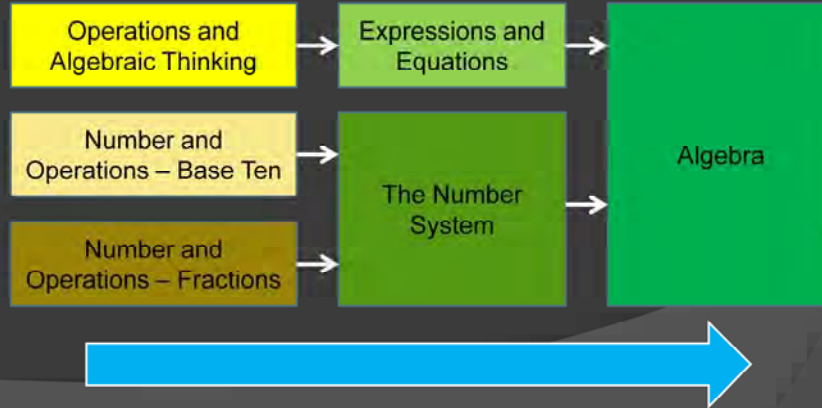 Operations and
Algebraic Thinking
Expressions and
Equations
Number and
Operations – Base Ten
Number and
Operations – Fractions
The Number
System
Algebra